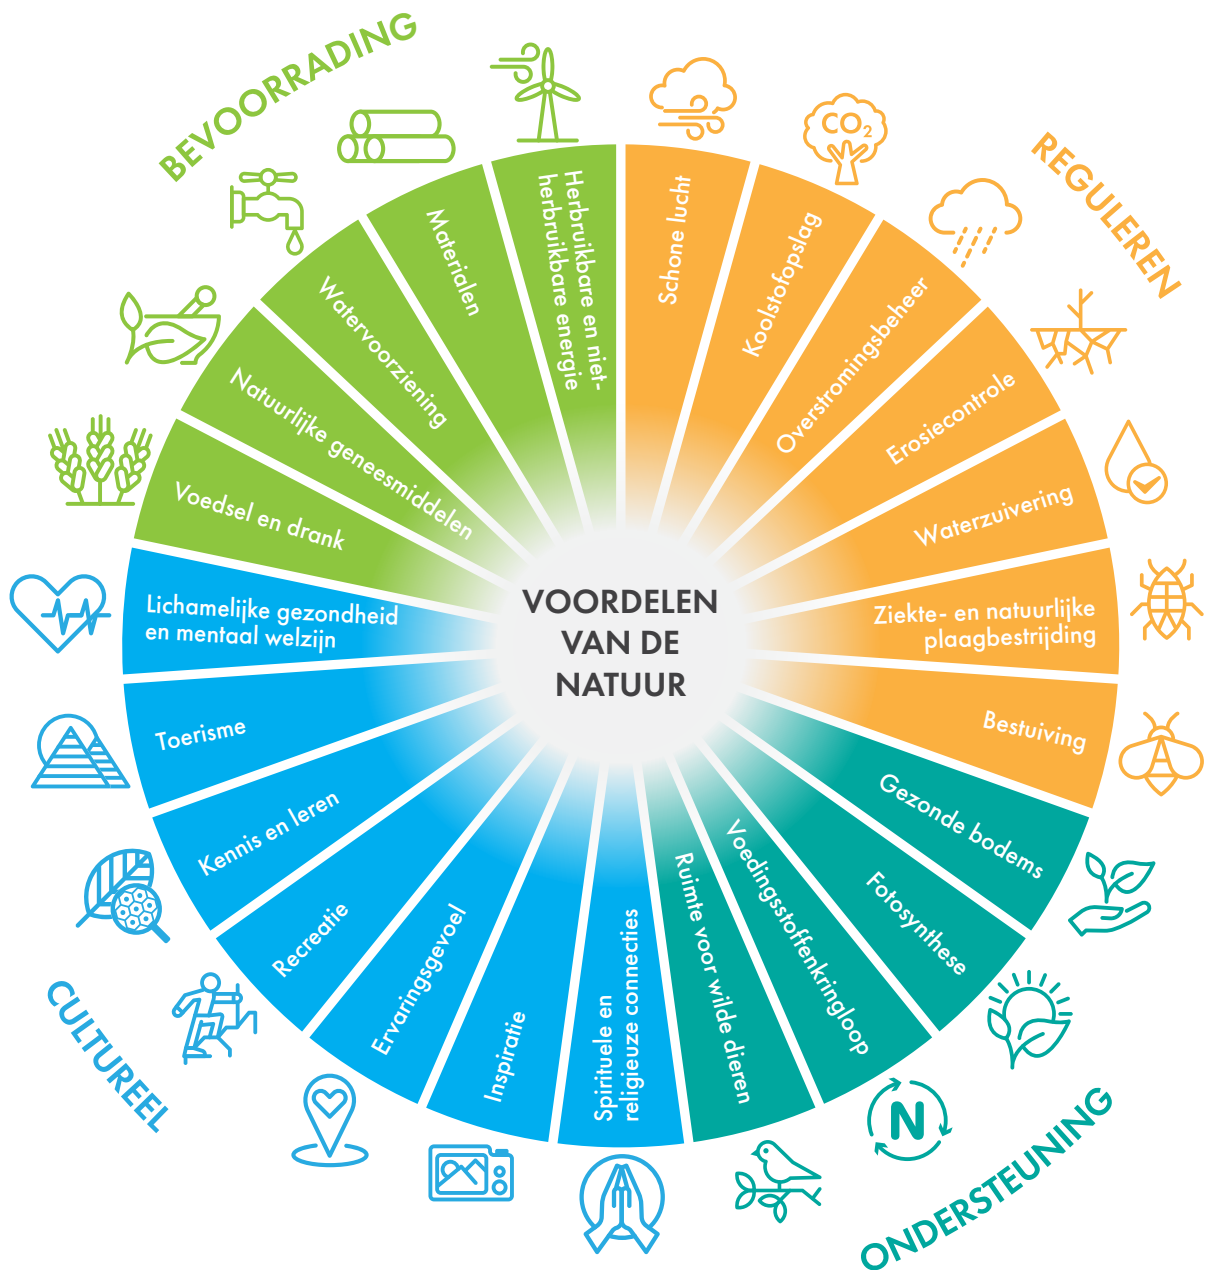 BEVOORRADING
REGULEREN
CO2
Herbruikbare en niet-
herbruikbare energie
Schone lucht
Koolstofopslag
Overstromingsbeheer
Erosiecontrole
Waterzuivering
Ziekte- en natuurlijke
plaagbestrijding
Bestuiving
Gezonde bodems
Fotosynthese
Voedingsstoffenkringloop
Ruimte voor wilde dieren
Spirituele en
religieuze connecties
Inspiratie
Ervaringsgevoel
Recreatie
Kennis en leren
Toerisme
Lichamelijke gezondheid
en mentaal welzijn
Voedsel en drank
Natuurlijke geneesmiddelen
Watervoorziening
Materialen
VOORDELEN
VAN DE
NATUUR
CULTUREEL
N
ONDERSTEUNING